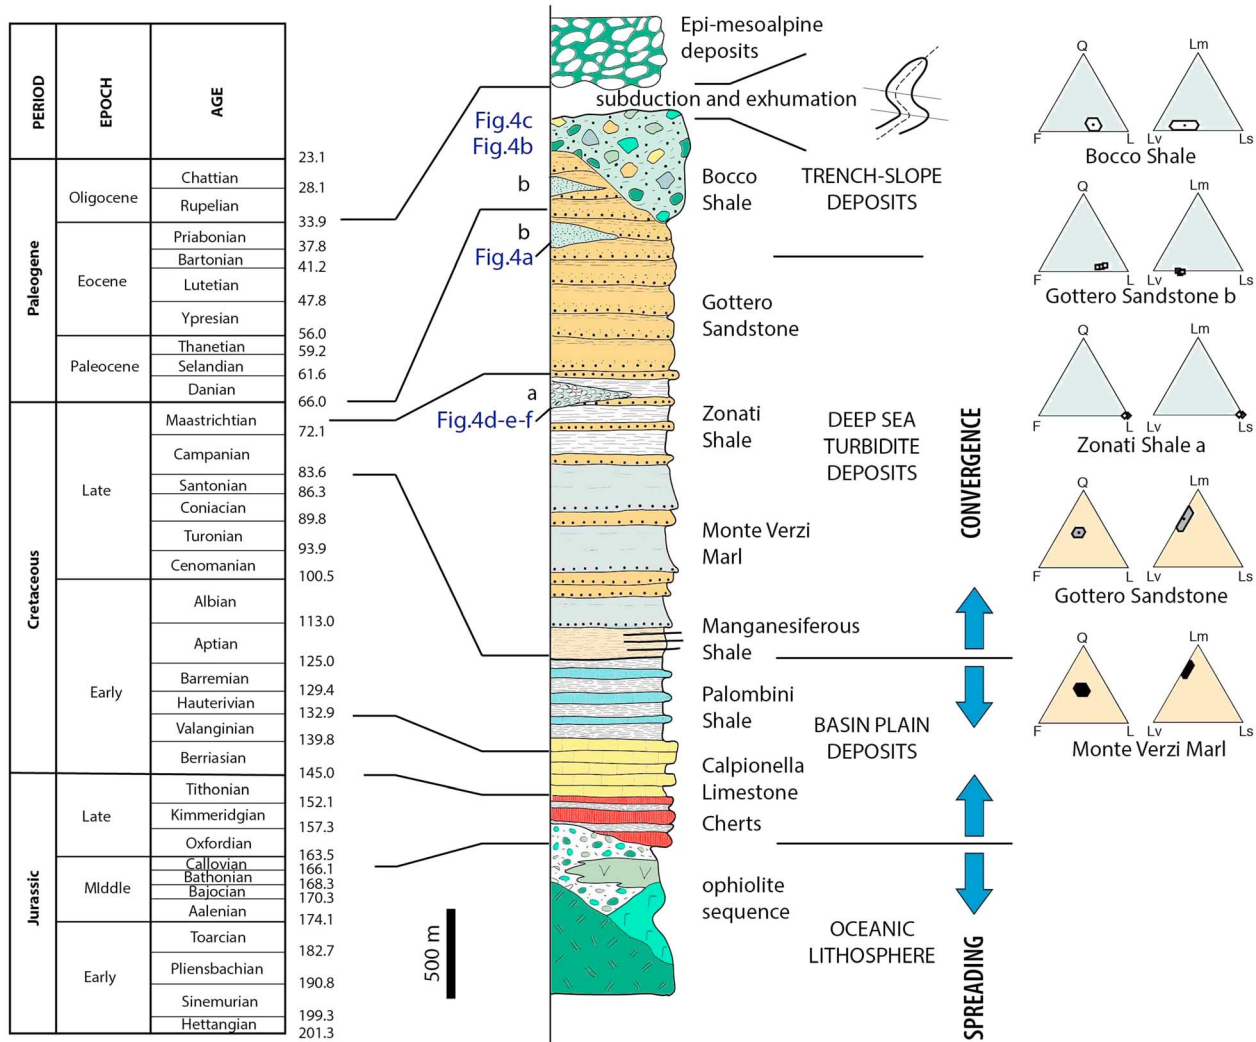 PERIOD
EPOCH
AGE
Paleogene
Cretaceous
Jurassic
Oligocene
Eocene
Paleocene
Late
Early
Late
MIddle
Early
Chattian
Rupelian
Priabonian
Bartonian
Lutetian
Ypresian
Thanetian
Selandian
Danian
Maastrichtian
Campanian
Santonian
Coniacian
Turonian
Cenomanian
Albian
Aptian
Barremian
Hauterivian
Valanginian
Berriasian
Tithonian
Kimmeridgian
Oxfordian
Callovian
Bathonian
Bajocian
Aalenian
Toarcian
Pliensbachian
Sinemurian
Hettangian
23.1
28.1
33.9
37.8
41.2
47.8
56.0
59.2
61.6
66.0
72.1
83.6
86.3
89.8
93.9
100.5
113.0
125.0
129.4
132.9
139.8
145.0
152.1
157.3
163.5
166.1
168.3
170.3
174.1
182.7
190.8
199.3
201.3
Fig.4c
Fig.4b
b
b
Fig.4a
a
Fig.4d-e-f
500 m
Epi-mesoalpine
deposits
subduction and exhumation
Bocco
Shale
Gottero
Sandstone
Zonati
Shale
Monte Verzi
Marl
Manganesiferous
Shale
Palombini
Shale
Calpionella
Limestone
Cherts
ophiolite
sequence
TRENCH-SLOPE
DEPOSITS
DEEP SEA
TURBIDITE
DEPOSITS
BASIN PLAIN
DEPOSITS
OCEANIC
LITHOSPHERE
CONVERGENCE
SPREADING
Q Lm
F L Lv Ls
Bocco Shale
Q Lm
F L Lv Ls
Gottero Sandstone b
Q Lm
F L Lv Ls
Zonati Shale a
Q Lm
F L Lv Ls
Gottero Sandstone
Q Lm
F L Lv Ls
Monte Verzi Marl